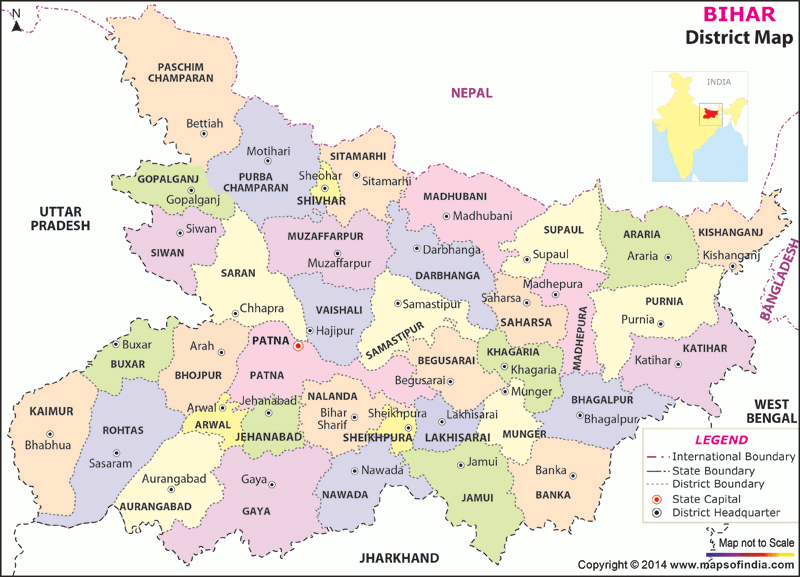 N
BIHAR
District Map
INDIA
NEPAL
UTTAR
PRADESH
BANGLADESH
WEST
BENGAL
JHARKHAND
PASCHIM
CHAMPARAN
Bettiah
Motihari
PURBA
CHAMPARAN
SITAMARHI
Sitamarhi
Sheohar
SHIVHAR
GOPALGANJ
Gopalganj
Siwan
SIWAN
MUZAFFARPUR
Muzaffarpur
MADHUBANI
Madhubani
SUPAUL
Supaul
ARARIA
Araria
KISHANGANJ
Kishanganj
SARAN
Chhapra
Darbhanga
DARBHANGA
Madhepura
MADHEPURA
PURNIA
Purnia
VAISHALI
Hajipur
Samastipur
SAMASTIPUR
Saharsa
SAHARSA
KATIHAR
Katihar
Buxar
BUXAR
Arah
BHOJPUR
PATNA
PATNA
BEGUSARAI
Begusarai
KHAGARIA
Khagaria
Munger
MUNGER
BHAGALPUR
Bhagalpur
KAIMUR
Bhabhua
ROHTAS
Sasaram
Arwal
ARWAL
Jehanabad
JEHANABAD
NALANDA
Bihar
Sharif
Sheikhpura
SHEIKHPURA
Lakhisarai
LAKHISARAI
Aurangabad
AURANGABAD
Gaya
GAYA
Nawada
NAWADA
Jamui
JAMUI
Banka
BANKA
LEGEND
International Boundary
State Boundary
District Boundary
State Capital
District Headquarter
Map not to Scale
Copyright © 2014 www.mapsofindia.com